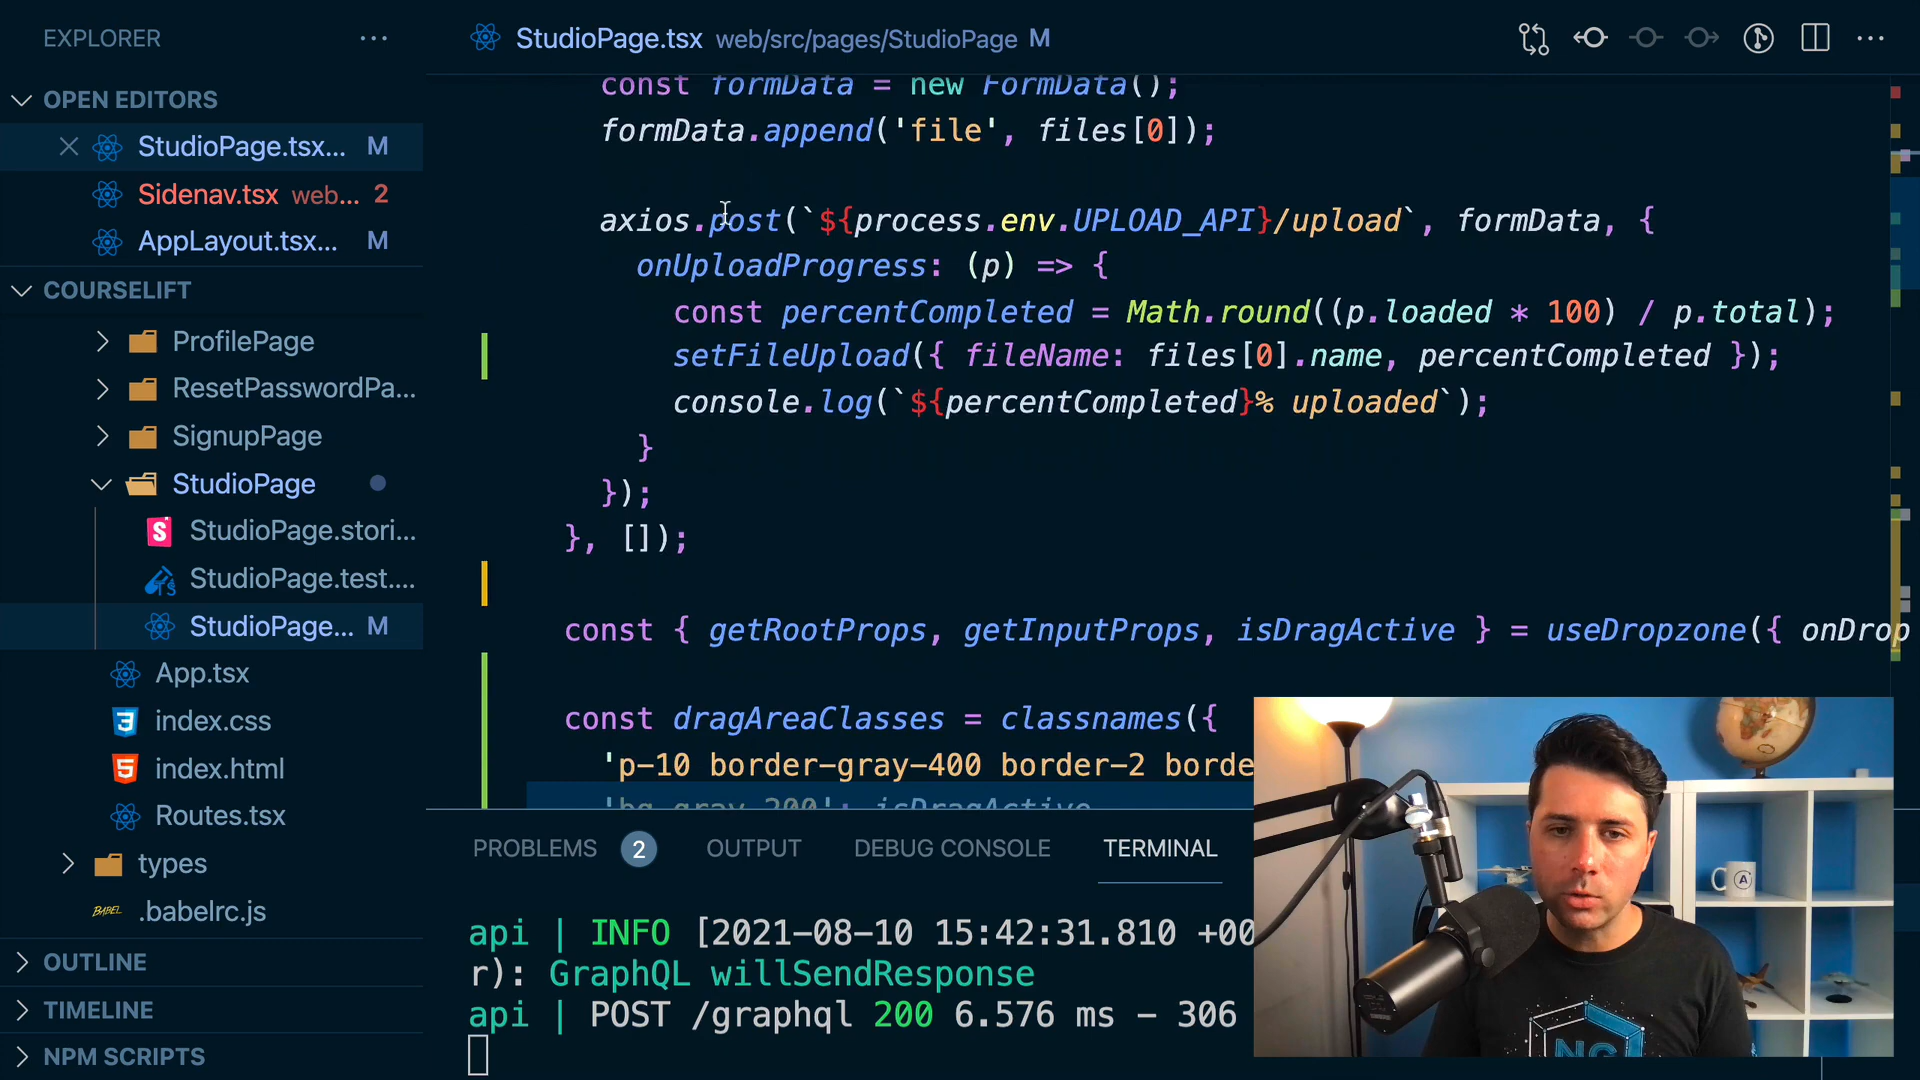 EXPLORER
StudioPage.tsx web/src/pages/StudioPage M
OPEN EDITORS
StudioPage.tsx... M
Sidenav.tsx web... 2
AppLayout.tsx... M
COURSELIFT
ProfilePage
ResetPasswordPa...
SignupPage
StudioPage
StudioPage.stori...
StudioPage.test....
StudioPage... M
App.tsx
index.css
index.html
Routes.tsx
types
.babelrc.js
OUTLINE
TIMELINE
NPM SCRIPTS
const formData = new FormData();
formData.append('file', files[0]);
axios.post(`${process.env.UPLOAD_API}/upload`, formData, {
onUploadProgress: (p) => {
const percentCompleted = Math.round((p.loaded * 100) / p.total);
setFileUpload({ fileName: files[0].name, percentCompleted });
console.log(`${percentCompleted}% uploaded`);
}
});
}, []);
const { getRootProps, getInputProps, isDragActive } = useDropzone({ onDrop
const dragAreaClasses = classnames({
'p-10 border-gray-400 border-2 borde
'bg-gray-200': isDragActive
PROBLEMS 2 OUTPUT DEBUG CONSOLE TERMINAL
api | INFO [2021-08-10 15:42:31.810 +00
r): GraphQL willSendResponse
api | POST /graphql 200 6.576 ms - 306